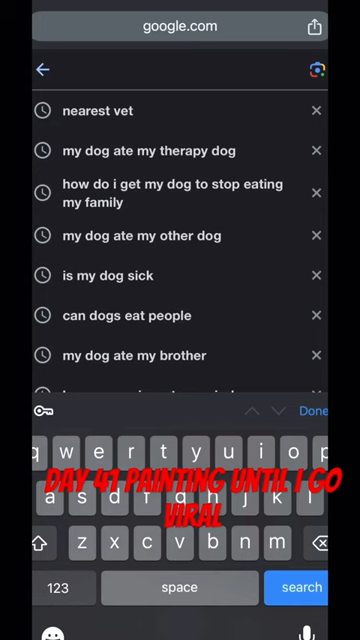 google.com
nearest vet
my dog ate my therapy dog
how do i get my dog to stop eating
my family
my dog ate my other dog
is my dog sick
can dogs eat people
my dog ate my brother
Done
q w e r t y u i o p
DAY 41 PAINTING UNTIL I GO
VIRAL
a s d f g h j k l
z x c v b n m
123 space search